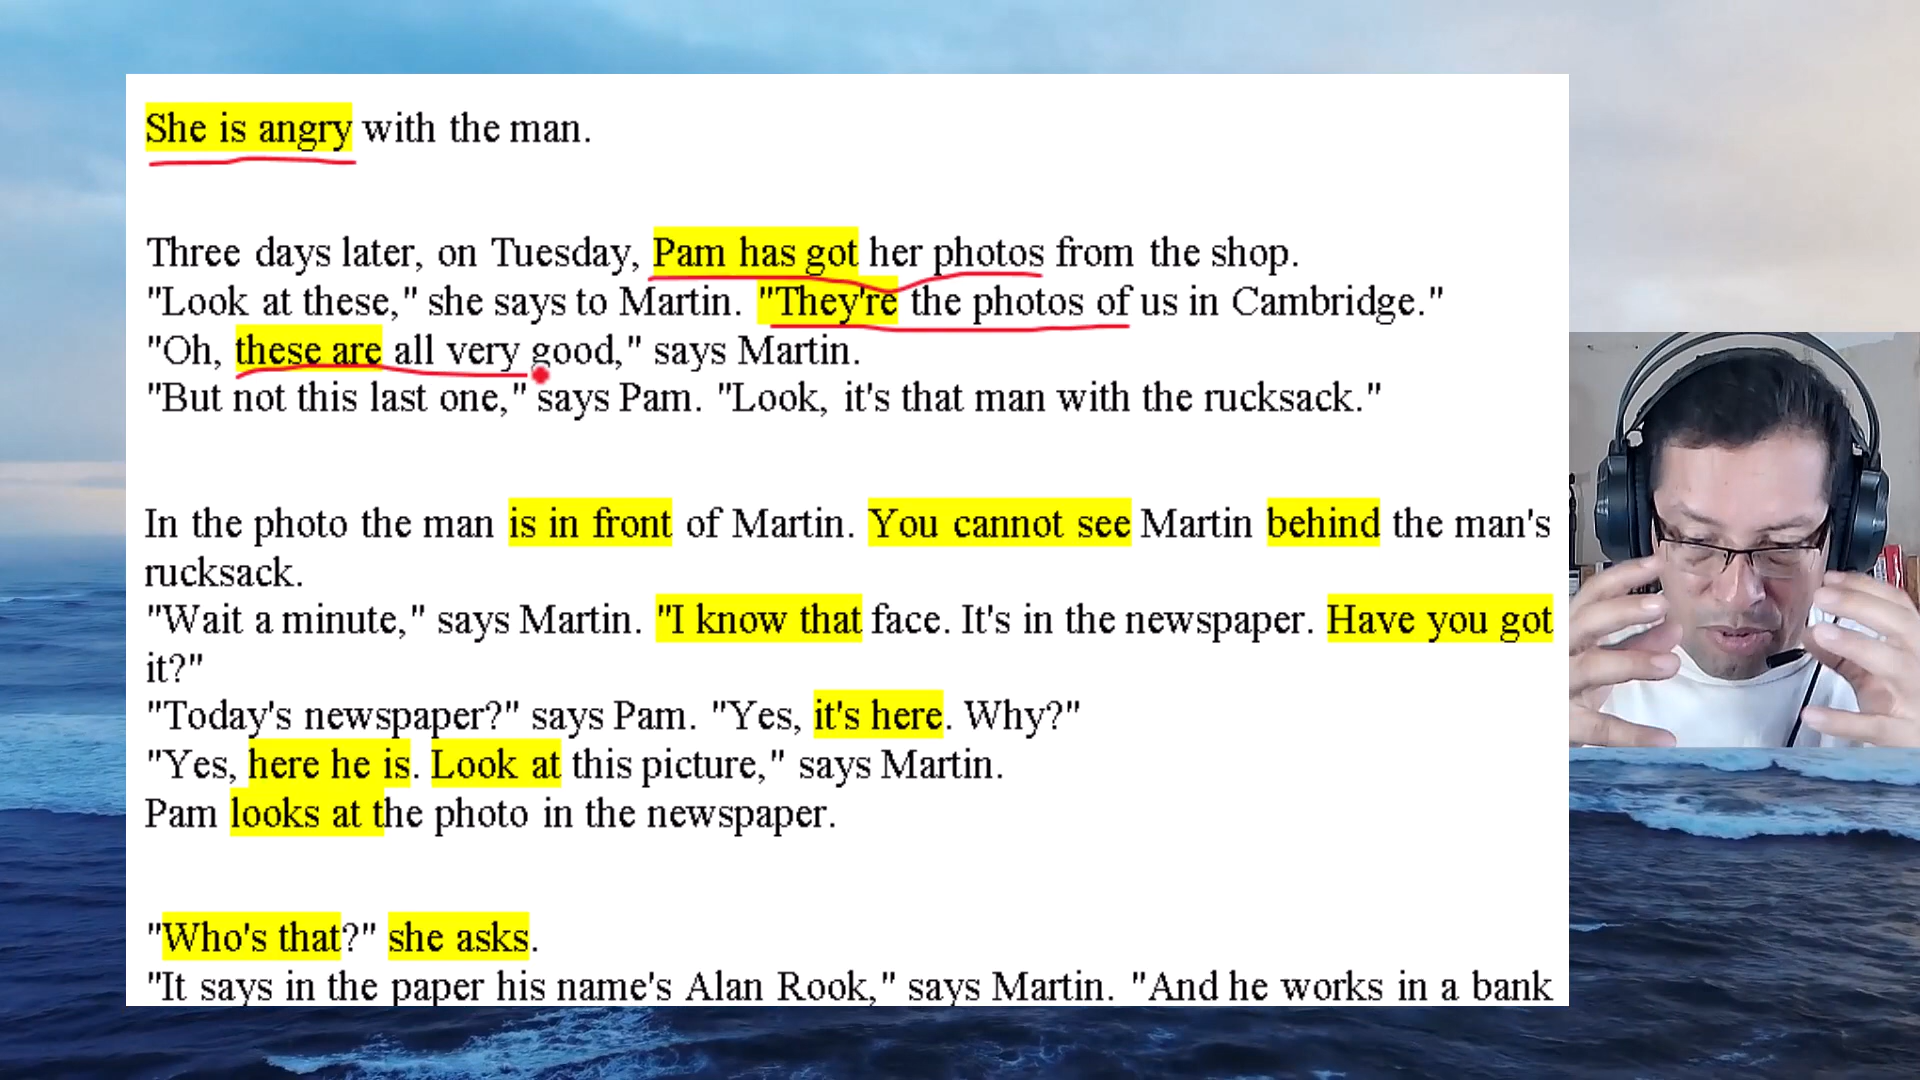 She is angry with the man.
Three days later, on Tuesday, Pam has got her photos from the shop.
"Look at these," she says to Martin. "They're the photos of us in Cambridge."
"Oh, these are all very good," says Martin.
"But not this last one," says Pam. "Look, it's that man with the rucksack."
In the photo the man is in front of Martin. You cannot see Martin behind the man's
rucksack.
"Wait a minute," says Martin. "I know that face. It's in the newspaper. Have you got
it?"
"Today's newspaper?" says Pam. "Yes, it's here. Why?"
"Yes, here he is. Look at this picture," says Martin.
Pam looks at the photo in the newspaper.
"Who's that?" she asks.
"It says in the paper his name's Alan Rook," says Martin. "And he works in a bank